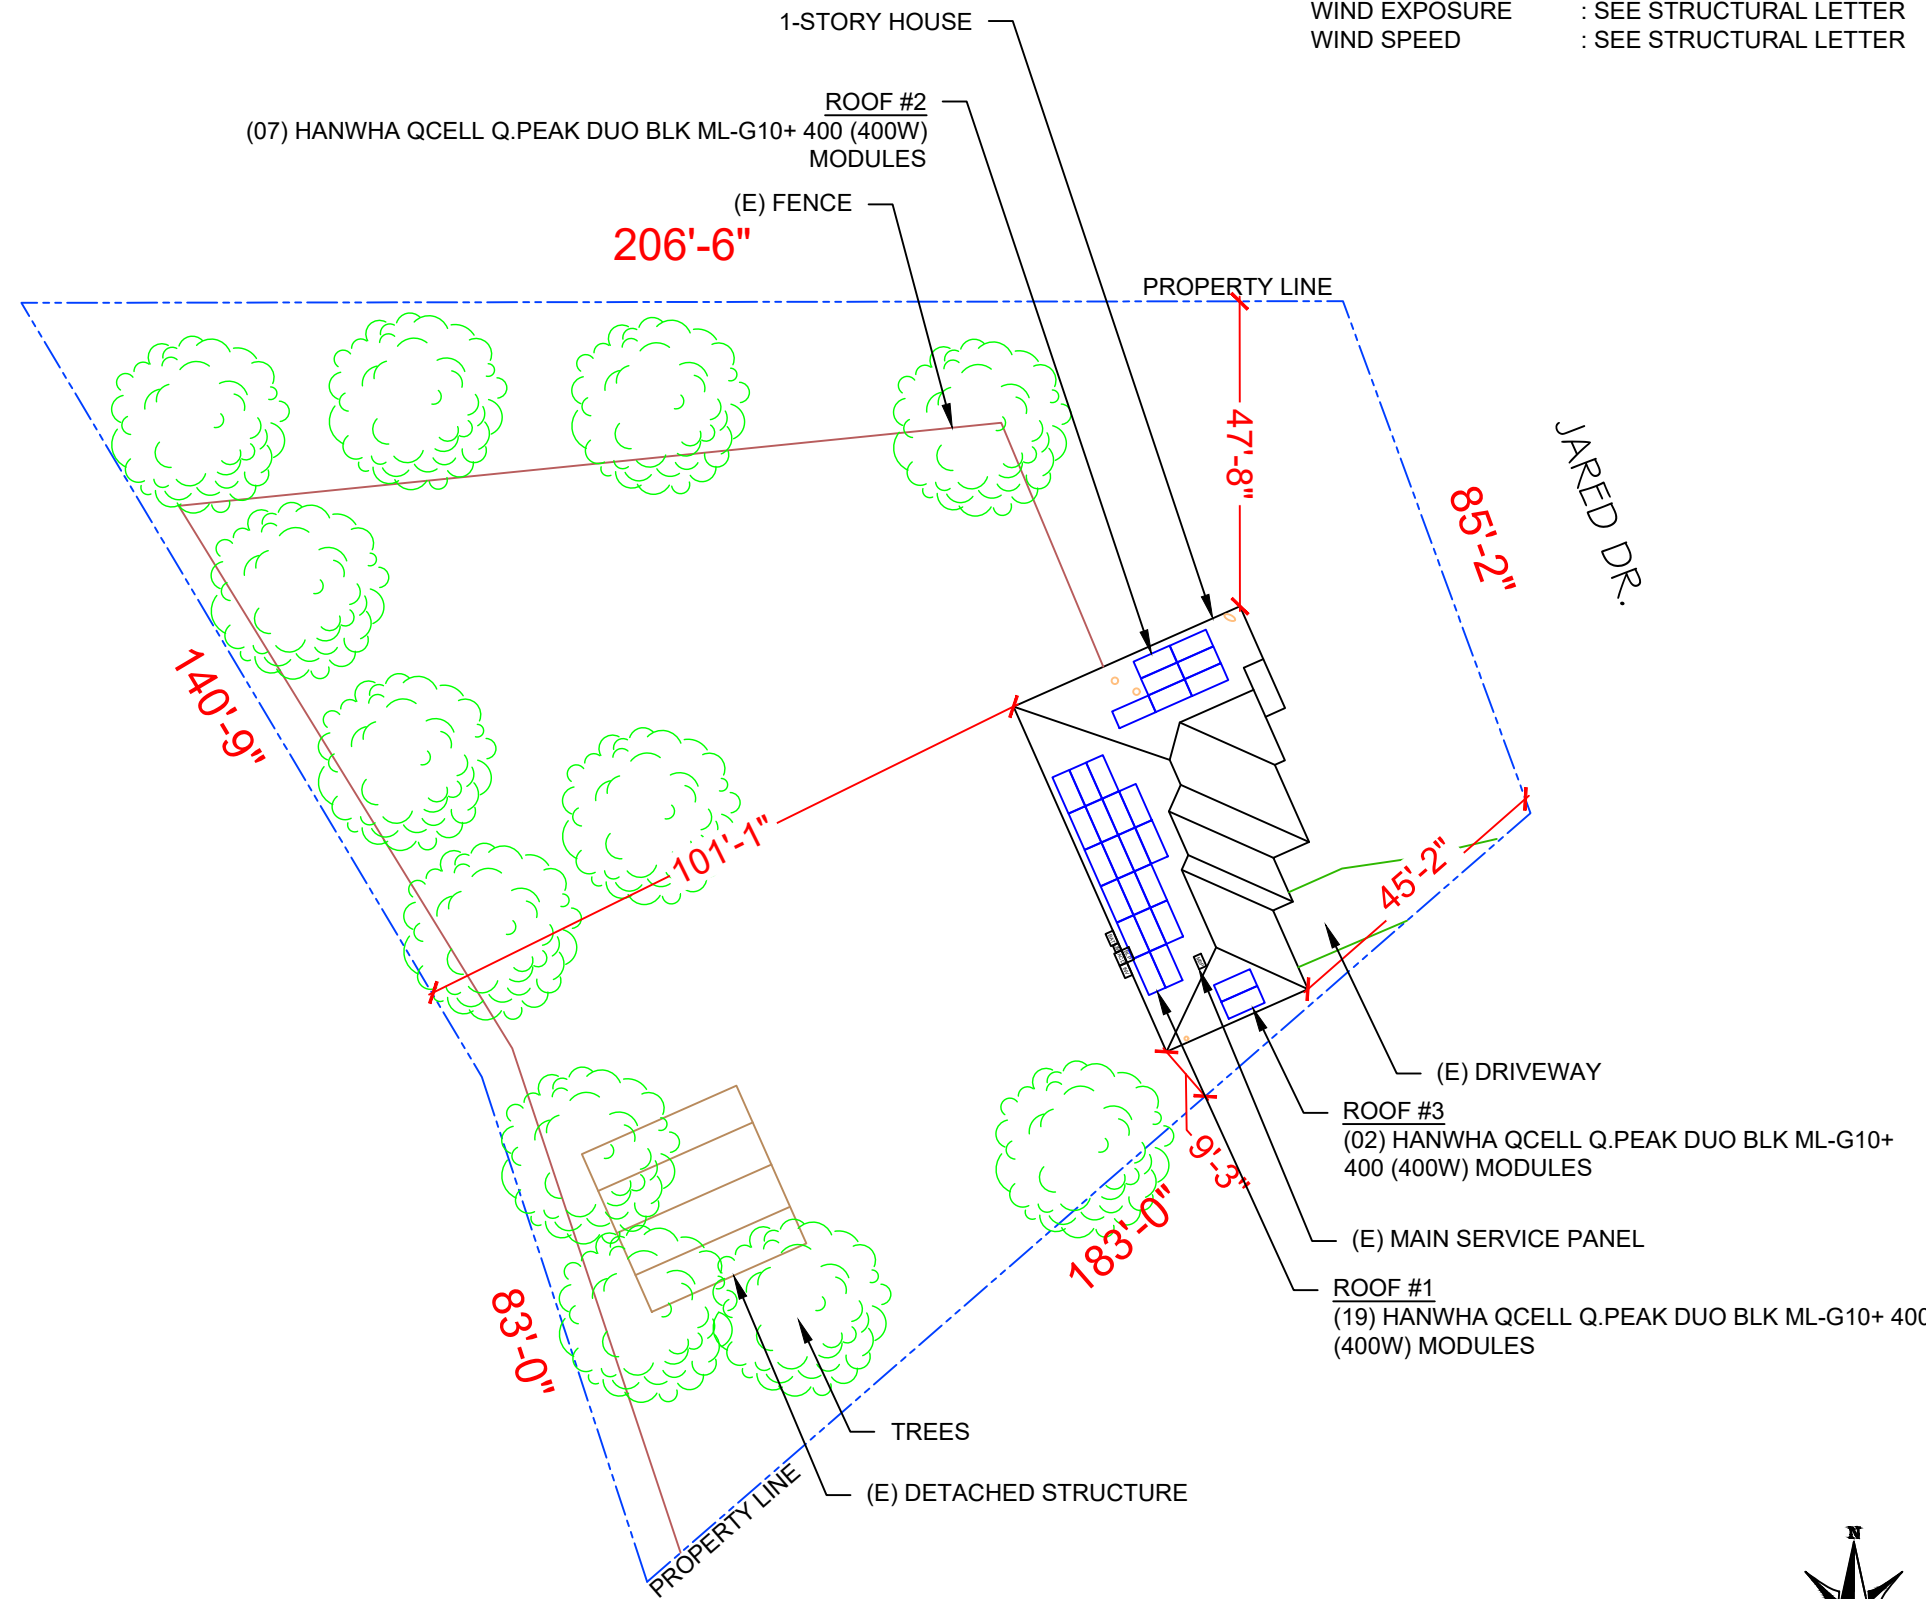 WIND EXPOSURE : SEE STRUCTURAL LETTER
WIND SPEED : SEE STRUCTURAL LETTER
1-STORY HOUSE
ROOF #2
(07) HANWHA QCELL Q.PEAK DUO BLK ML-G10+ 400 (400W)
MODULES
(E) FENCE
206'-6"
PROPERTY LINE
47'-8"
85'-2"
JARED DR.
140'-9"
101'-1"
45'-2"
(E) DRIVEWAY
ROOF #3
(02) HANWHA QCELL Q.PEAK DUO BLK ML-G10+
400 (400W) MODULES
9'-3"
183'-0"
(E) MAIN SERVICE PANEL
ROOF #1
(19) HANWHA QCELL Q.PEAK DUO BLK ML-G10+ 400
(400W) MODULES
83'-0"
TREES
(E) DETACHED STRUCTURE
PROPERTY LINE
N